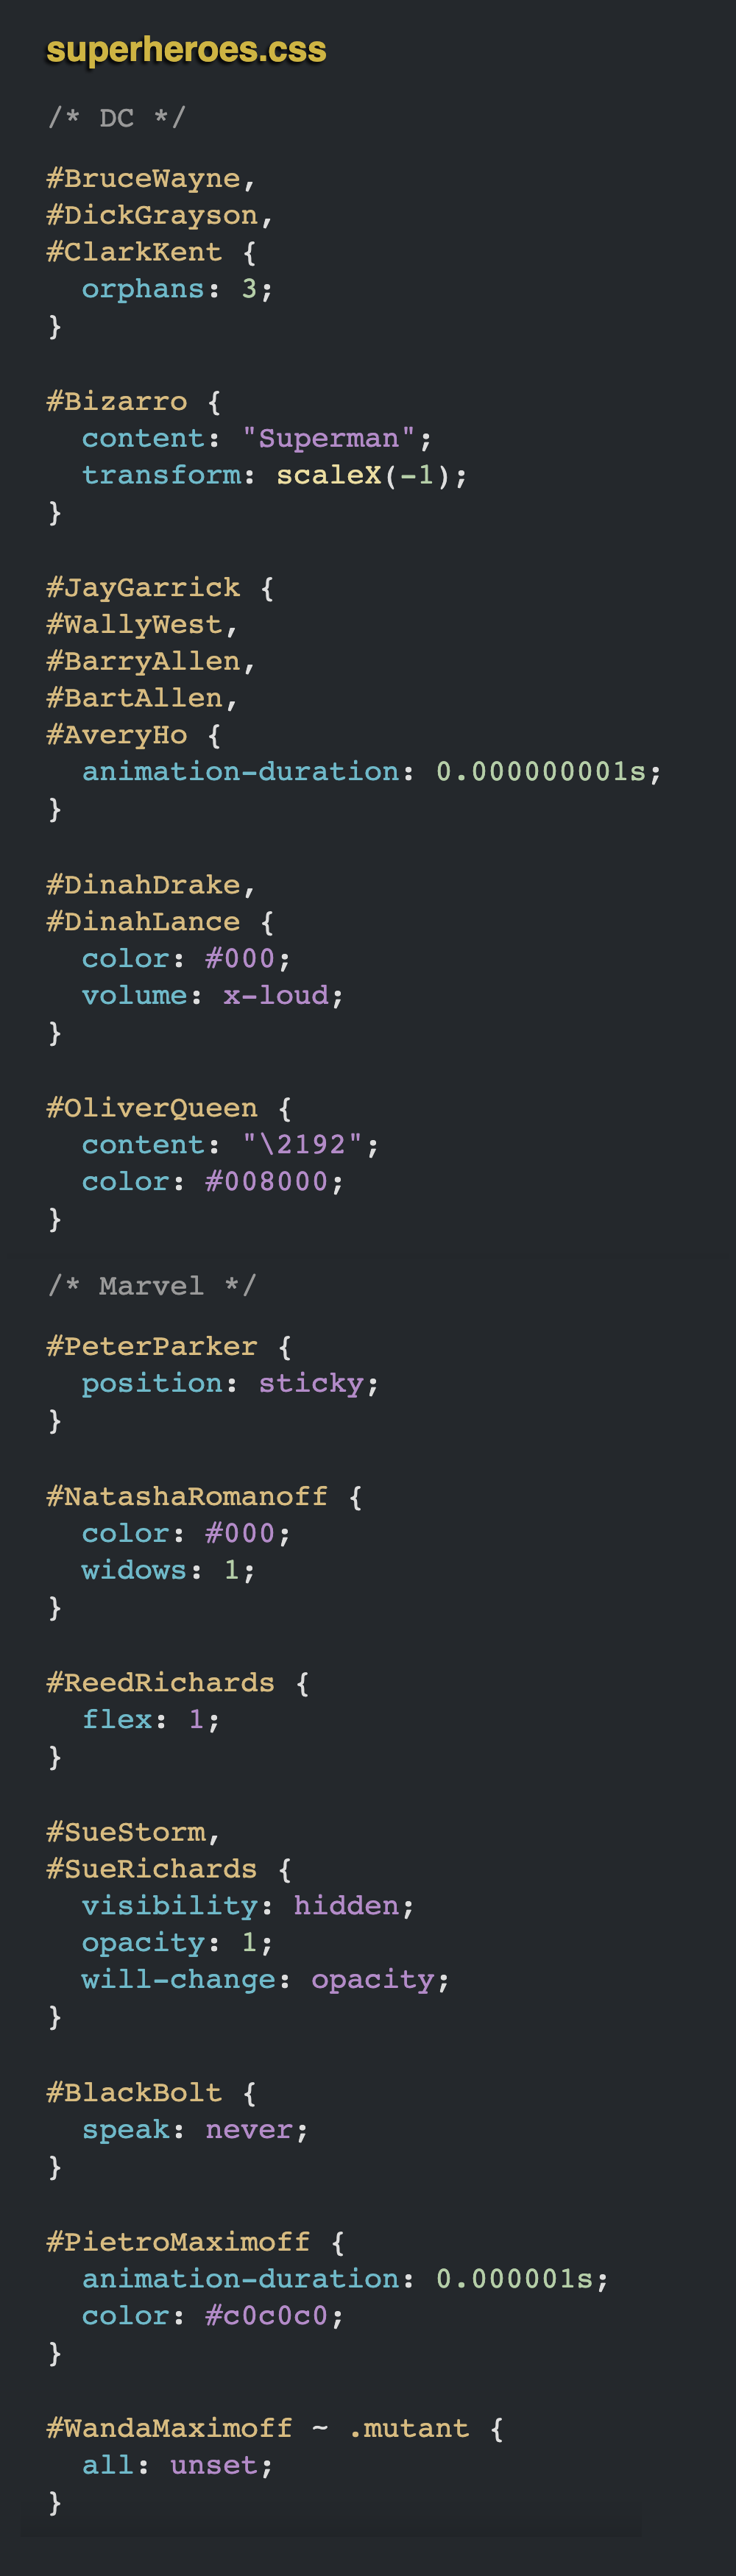 superheroes.css
/* DC */
#BruceWayne,
#DickGrayson,
#ClarkKent {
  orphans: 3;
}
#Bizarro {
  content: "Superman";
  transform: scaleX(-1);
}
#JayGarrick {
#WallyWest,
#BarryAllen,
#BartAllen,
#AveryHo {
  animation-duration: 0.000000001s;
}
#DinahDrake,
#DinahLance {
  color: #000;
  volume: x-loud;
}
#OliverQueen {
  content: "\2192";
  color: #008000;
}
/* Marvel */
#PeterParker {
  position: sticky;
}
#NatashaRomanoff {
  color: #000;
  widows: 1;
}
#ReedRichards {
  flex: 1;
}
#SueStorm,
#SueRichards {
  visibility: hidden;
  opacity: 1;
  will-change: opacity;
}
#BlackBolt {
  speak: never;
}
#PietroMaximoff {
  animation-duration: 0.000001s;
  color: #c0c0c0;
}
#WandaMaximoff ~ .mutant {
  all: unset;
}